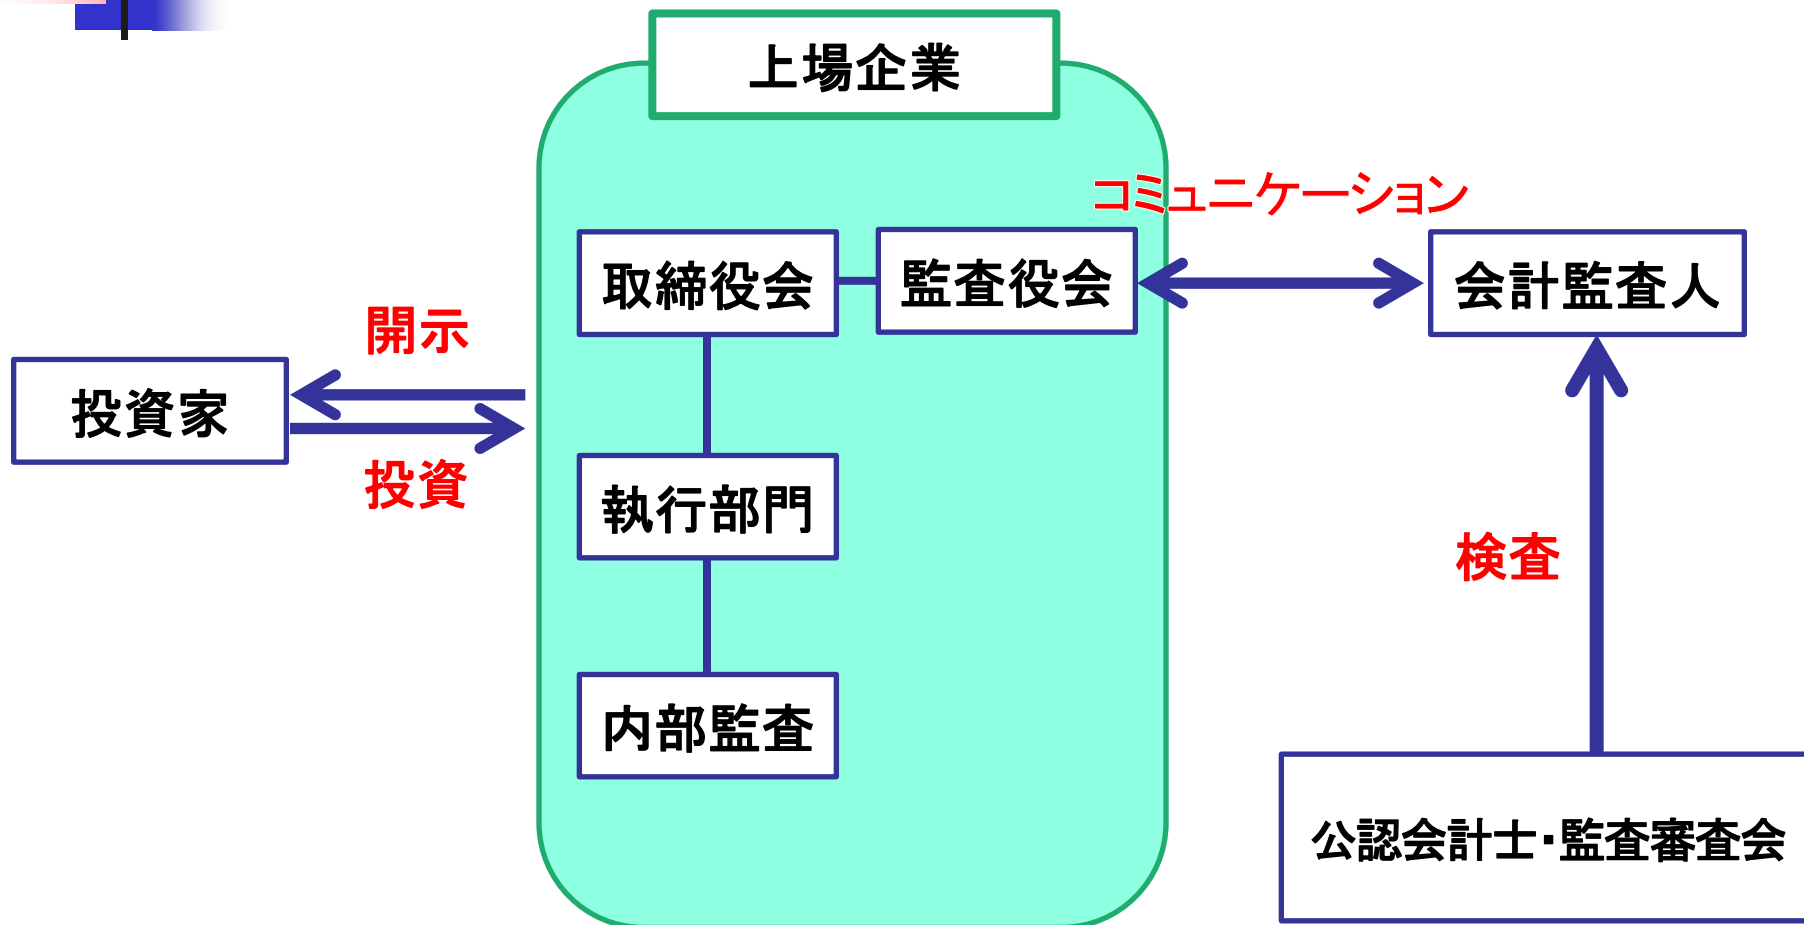 上場企業
コミュニケーション
取締役会
監査役会
会計監査人
開示
投資家
投資
執行部門
検査
内部監査
公認会計士・監査審査会